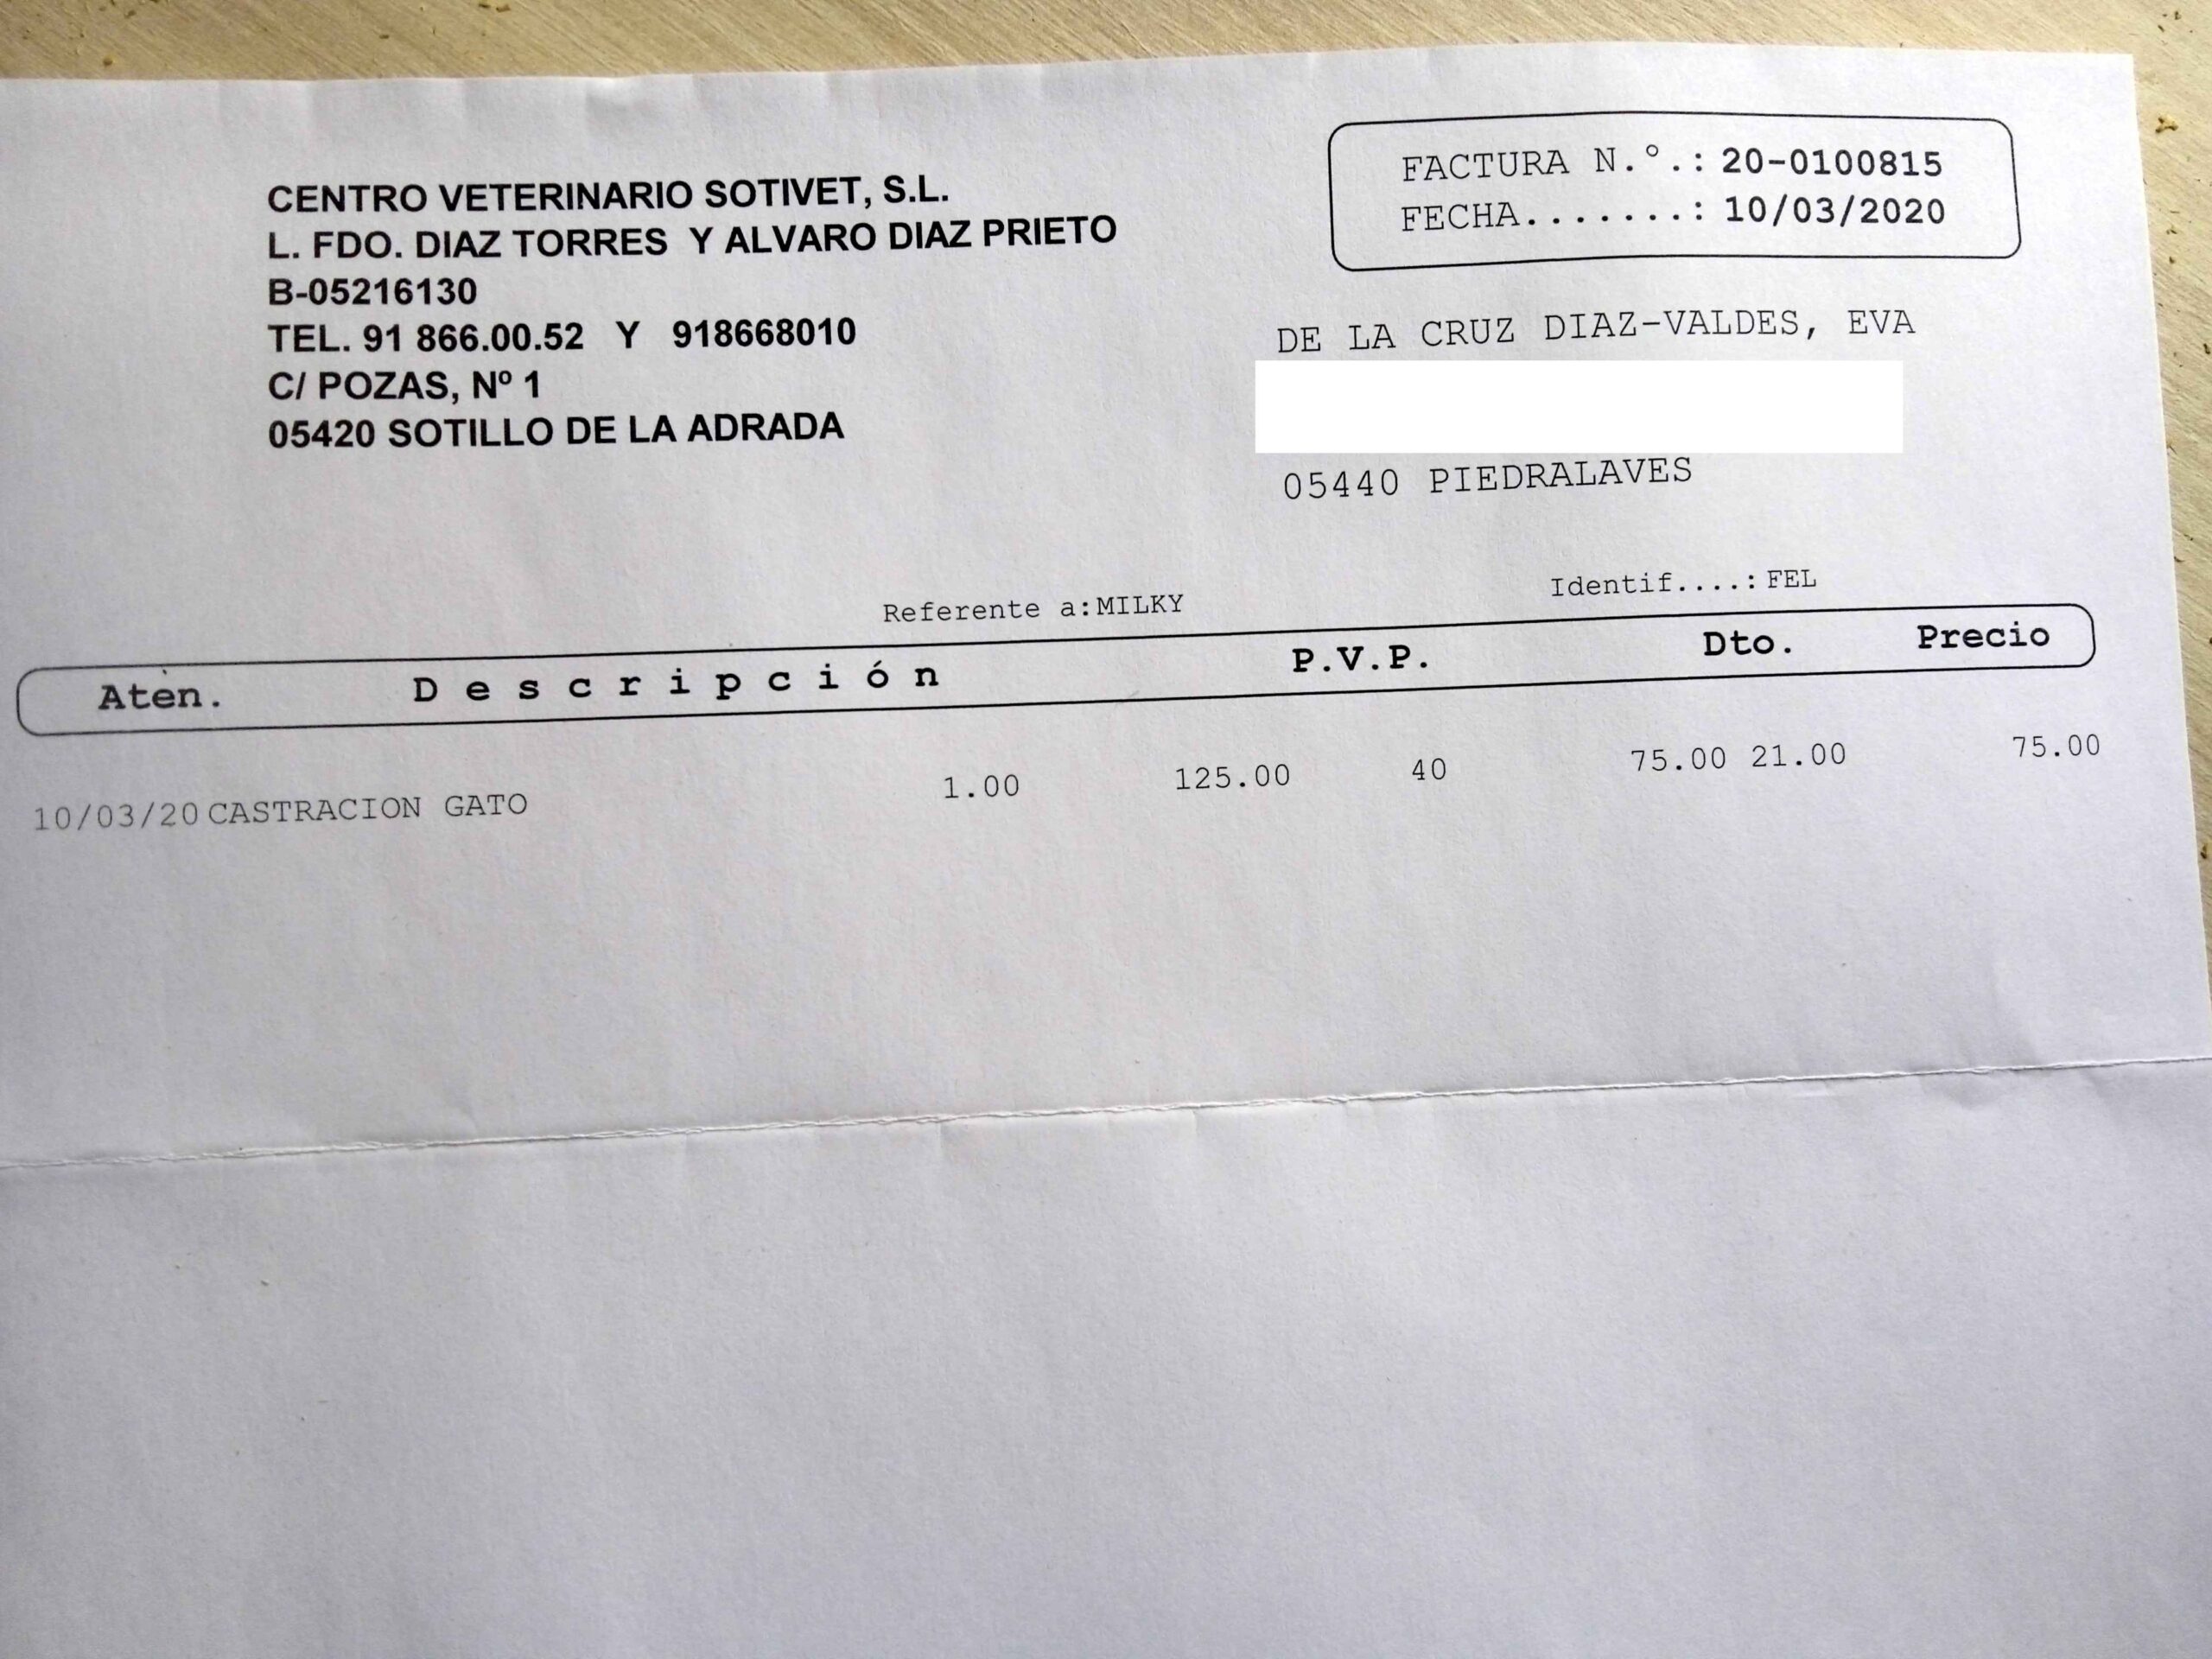 CENTRO VETERINARIO SOTIVET, S.L.
L. FDO. DIAZ TORRES Y ALVARO DIAZ PRIETO
B-05216130
TEL. 91 866.00.52 Y 918668010
C/ POZAS, Nº 1
05420 SOTILLO DE LA ADRADA
FACTURA N.º.: 20-0100815
FECHA.......: 10/03/2020
DE LA CRUZ DIAZ-VALDES, EVA
05440 PIEDRALAVES
Referente a:MILKY Identif....:FEL
Aten. Descripción P.V.P. Dto. Precio
10/03/20 CASTRACION GATO 1.00 125.00 40 75.00 21.00 75.00